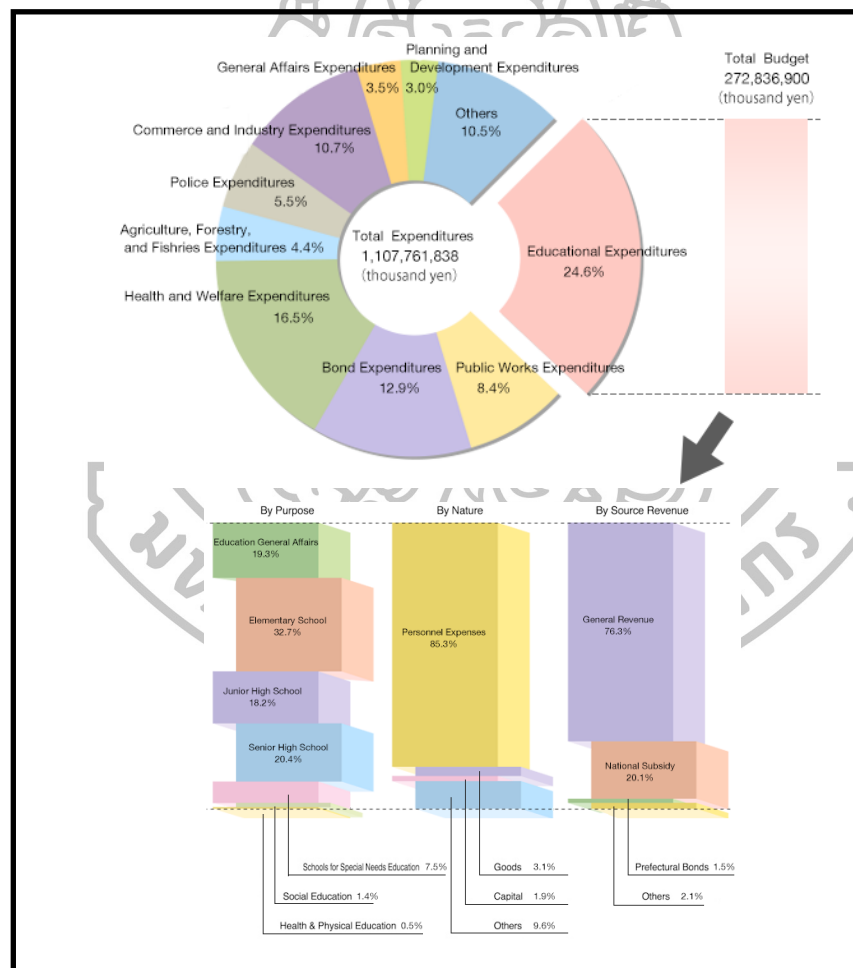 Planning and
Development Expenditures
3.0%
General Affairs Expenditures
3.5%
Others
10.5%
Commerce and Industry Expenditures
10.7%
Police Expenditures
5.5%
Agriculture, Forestry,
and Fishries Expenditures 4.4%
Health and Welfare Expenditures
16.5%
Bond Expenditures
12.9%
Public Works Expenditures
8.4%
Educational Expenditures
24.6%
Total Expenditures
1,107,761,838
(thousand yen)
Total Budget
272,836,900
(thousand yen)
By Purpose
Education General Affairs
19.3%
Elementary School
32.7%
Junior High School
18.2%
Senior High School
20.4%
Schools for Special Needs Education 7.5%
Social Education 1.4%
Health & Physical Education 0.5%
By Nature
Personnel Expenses
85.3%
Goods 3.1%
Capital 1.9%
Others 9.6%
By Source Revenue
General Revenue
76.3%
National Subsidy
20.1%
Prefectural Bonds 1.5%
Others 2.1%